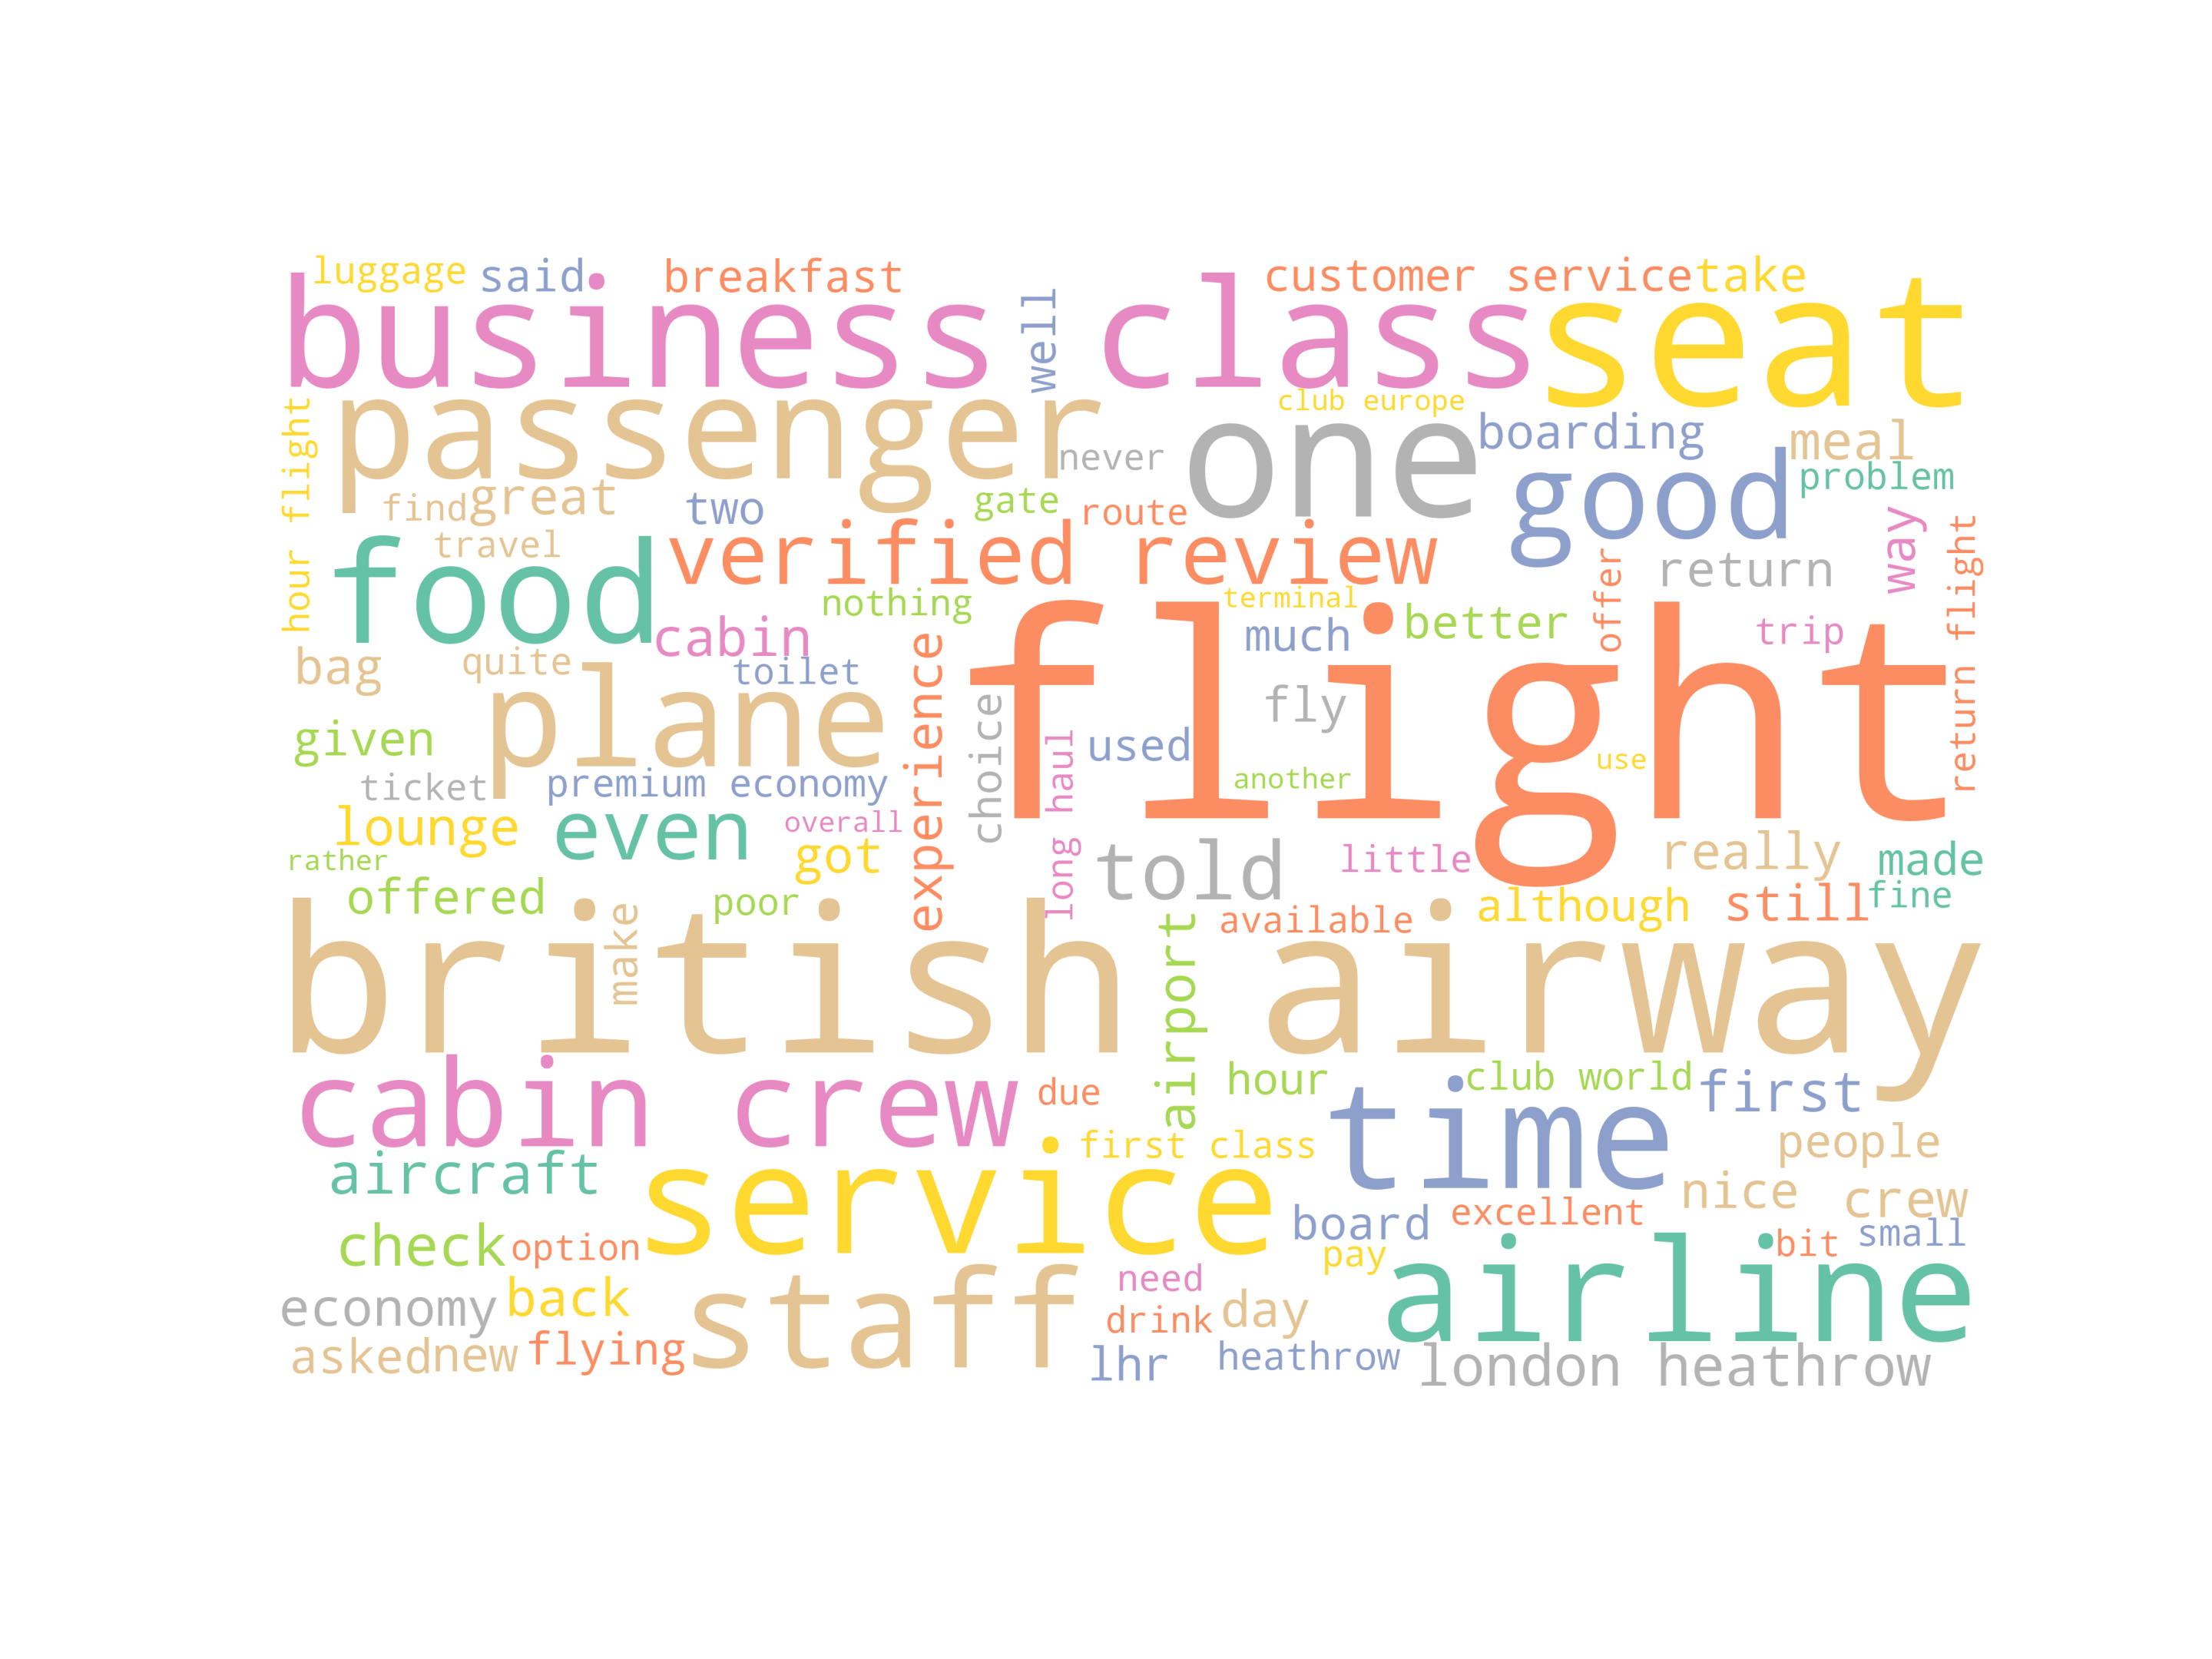 luggage
said
breakfast
customer service
take
business class
seat
well
passenger
club europe
one
boarding
meal
never
good
problem
hour flight
find
great
two
gate
route
verified review
travel
food
nothing
terminal
offer
return
way
return flight
cabin
much
better
trip
bag
quite
toilet
plane
experience
flight
fly
given
choice
long haul
used
use
ticket
premium economy
another
lounge
even
overall
got
told
little
really
made
rather
offered
poor
available
although
still
fine
british airway
make
airport
cabin crew
due
hour
club world
first
time
first class
people
aircraft
service
nice
crew
check
option
board
excellent
pay
bit
small
airline
economy
back
staff
need
drink
day
asked
new
flying
lhr
heathrow
london heathrow